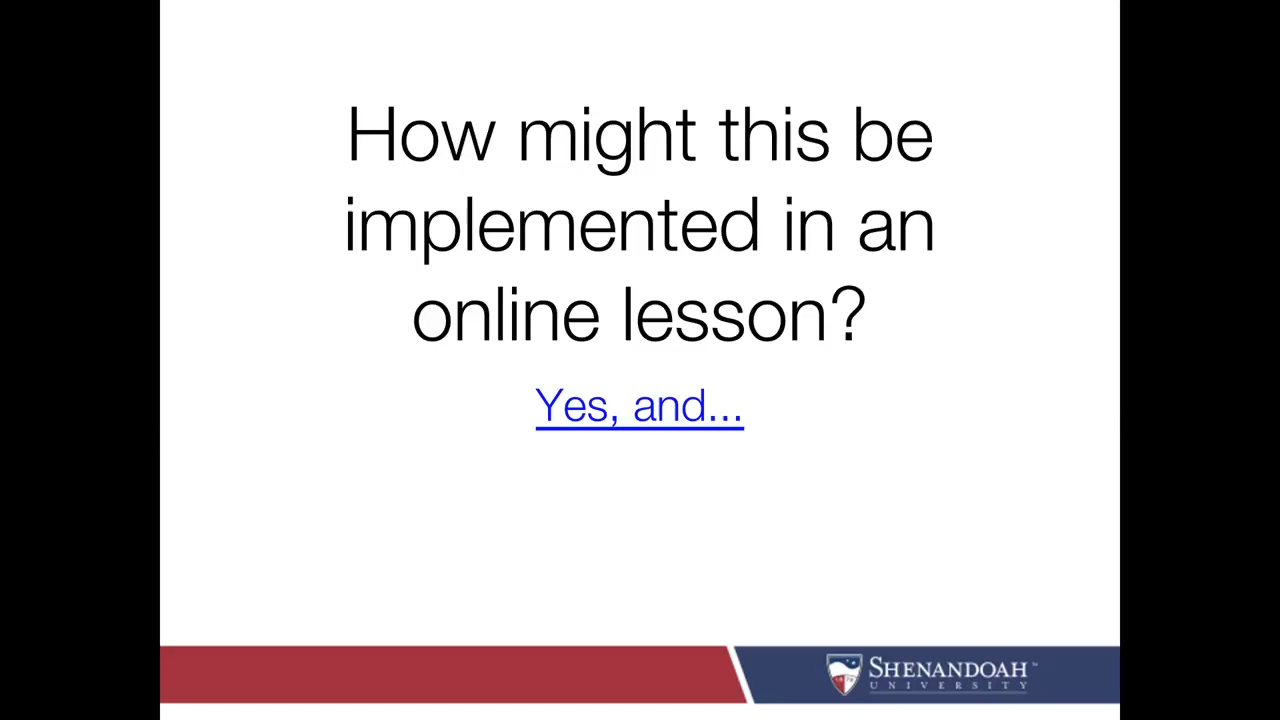 How might this be
implemented in an
online lesson?
Yes, and...
SHENANDOAH
UNIVERSITY